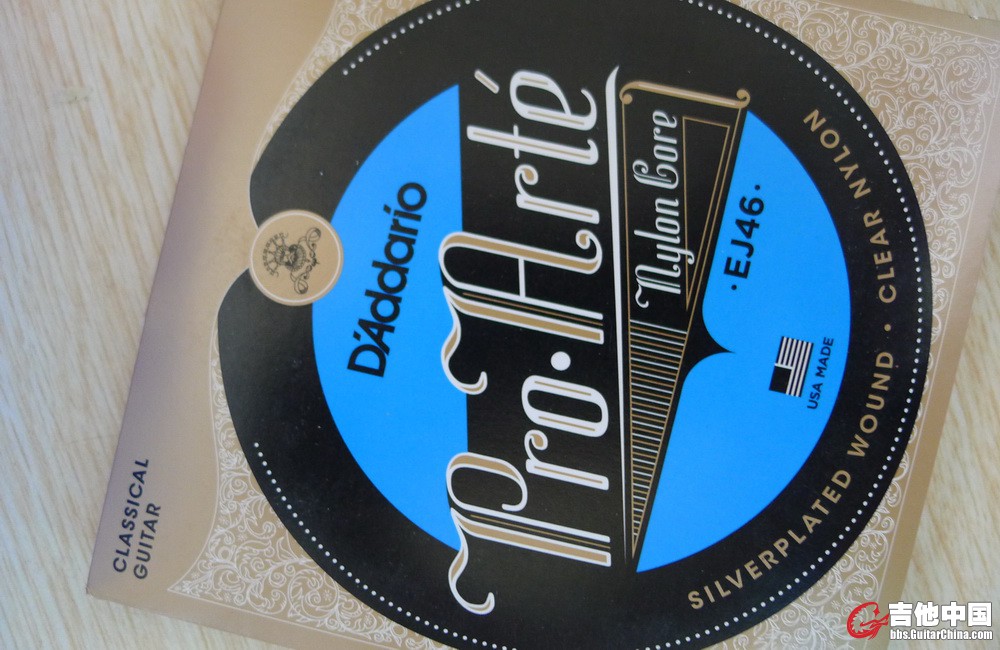 D'Addario
Pro·Arté
Nylon Core
·EJ46·
USA MADE
SILVERPLATED WOUND • CLEAR NYLON
CLASSICAL
GUITAR
吉他中国
bbs.GuitarChina.com